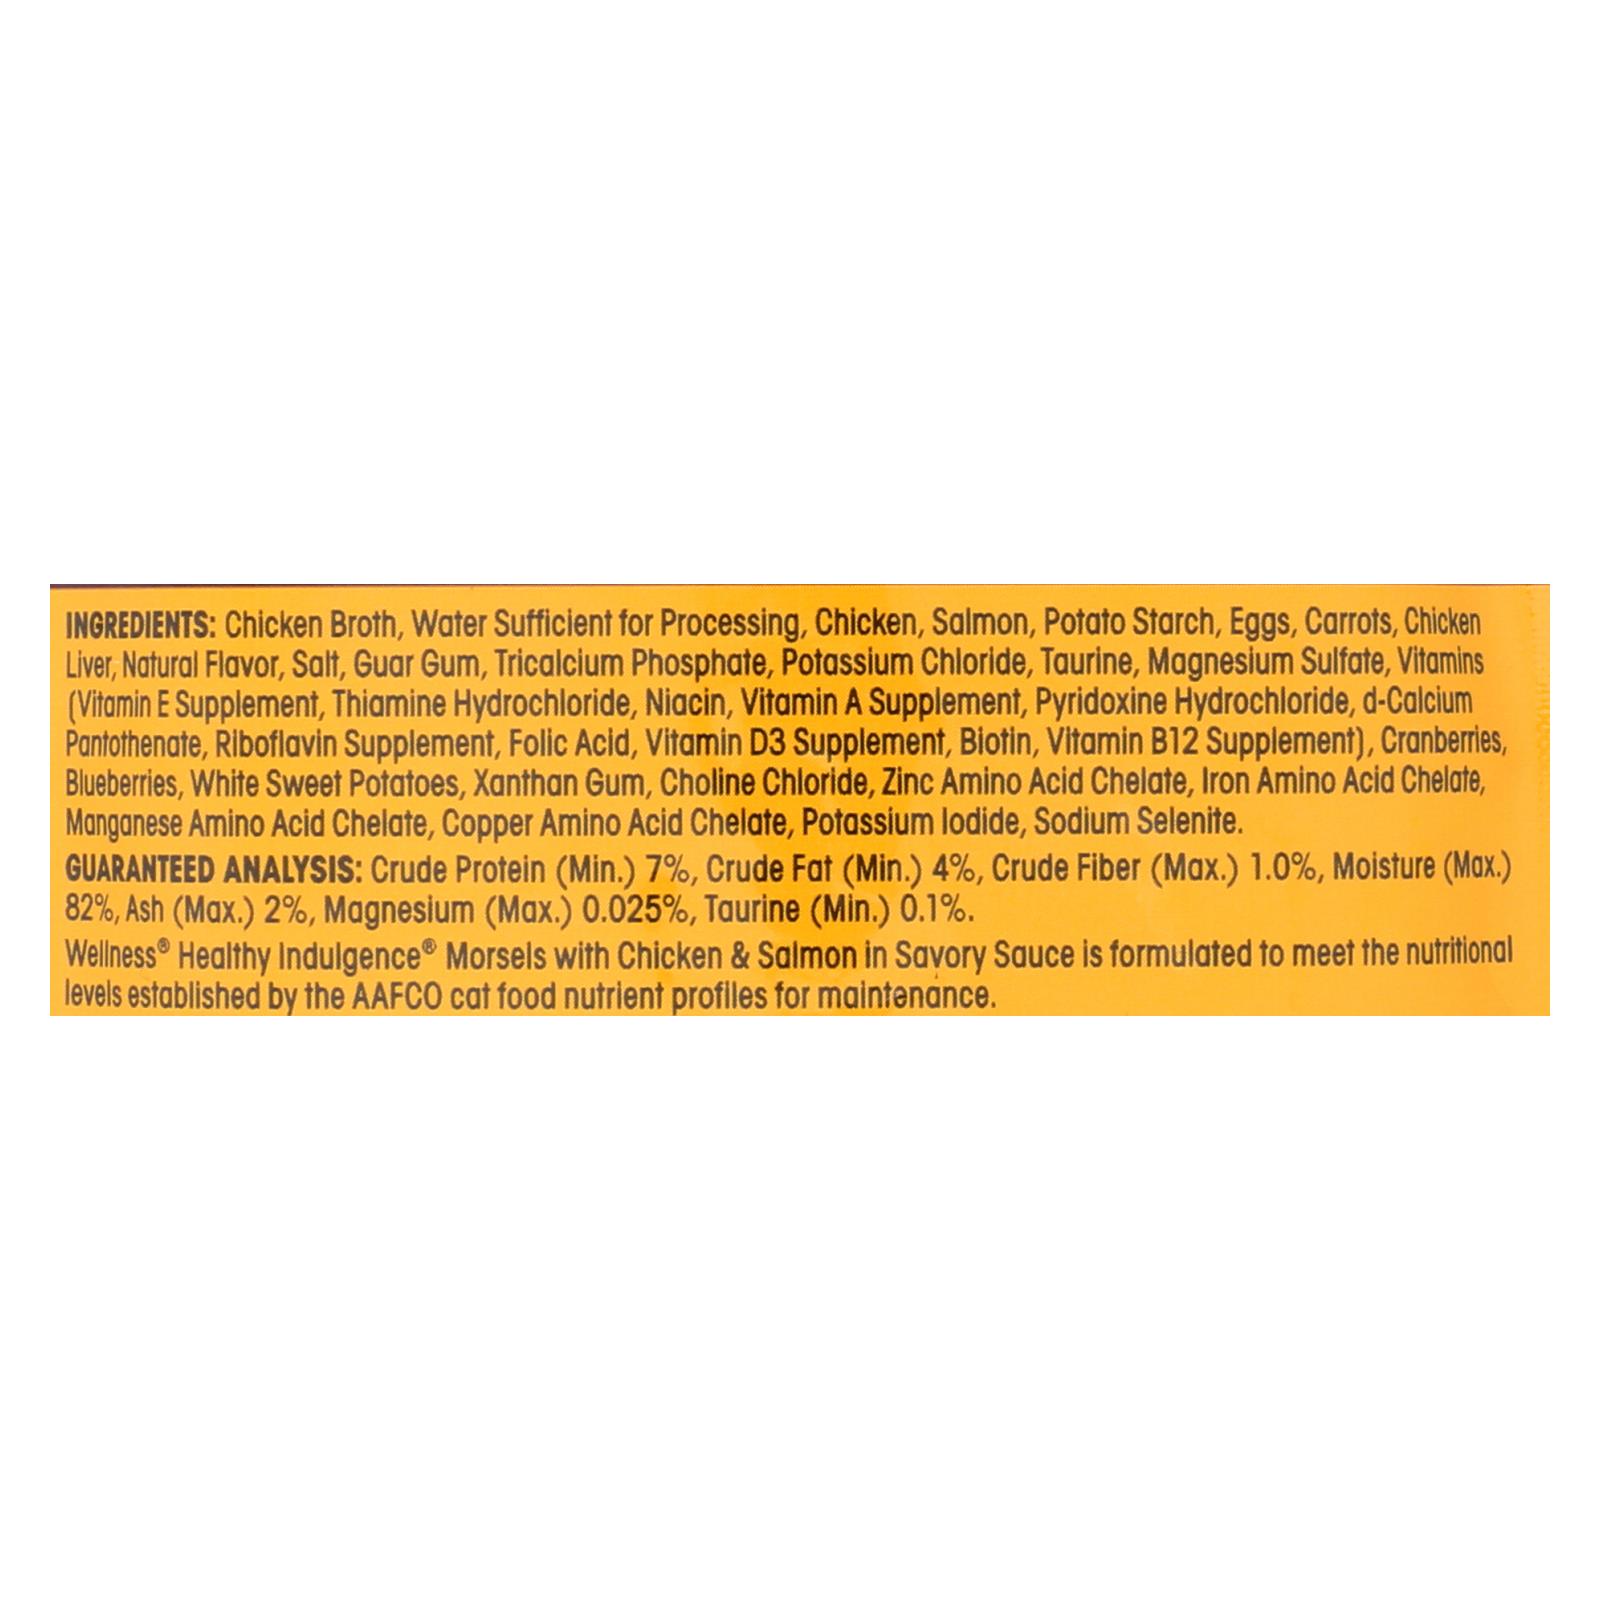 INGREDIENTS: Chicken Broth, Water Sufficient for Processing, Chicken, Salmon, Potato Starch, Eggs, Carrots, Chicken
Liver, Natural Flavor, Salt, Guar Gum, Tricalcium Phosphate, Potassium Chloride, Taurine, Magnesium Sulfate, Vitamins
(Vitamin E Supplement, Thiamine Hydrochloride, Niacin, Vitamin A Supplement, Pyridoxine Hydrochloride, d-Calcium
Pantothenate, Riboflavin Supplement, Folic Acid, Vitamin D3 Supplement, Biotin, Vitamin B12 Supplement), Cranberries,
Blueberries, White Sweet Potatoes, Xanthan Gum, Choline Chloride, Zinc Amino Acid Chelate, Iron Amino Acid Chelate,
Manganese Amino Acid Chelate, Copper Amino Acid Chelate, Potassium Iodide, Sodium Selenite.
GUARANTEED ANALYSIS: Crude Protein (Min.) 7%, Crude Fat (Min.) 4%, Crude Fiber (Max.) 1.0%, Moisture (Max.)
82%, Ash (Max.) 2%, Magnesium (Max.) 0.025%, Taurine (Min.) 0.1%.
Wellness® Healthy Indulgence® Morsels with Chicken & Salmon in Savory Sauce is formulated to meet the nutritional
levels established by the AAFCO cat food nutrient profiles for maintenance.